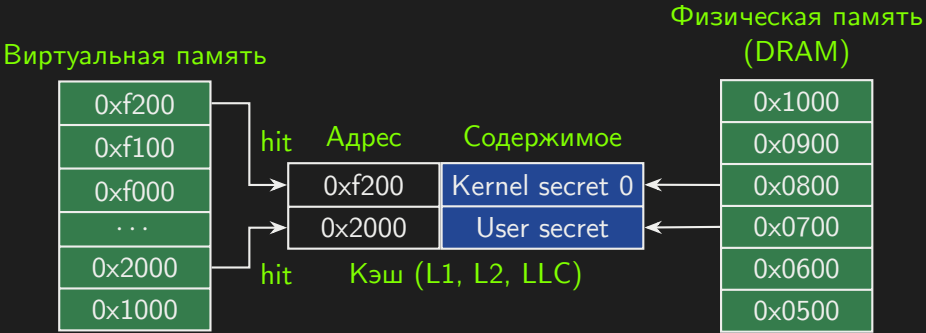 Виртуальная память
0xf200
0xf100
0xf000
...
0x2000
0x1000
hit
hit
Адрес Содержимое
0xf200 Kernel secret 0
0x2000 User secret
Кэш (L1, L2, LLC)
Физическая память
(DRAM)
0x1000
0x0900
0x0800
0x0700
0x0600
0x0500